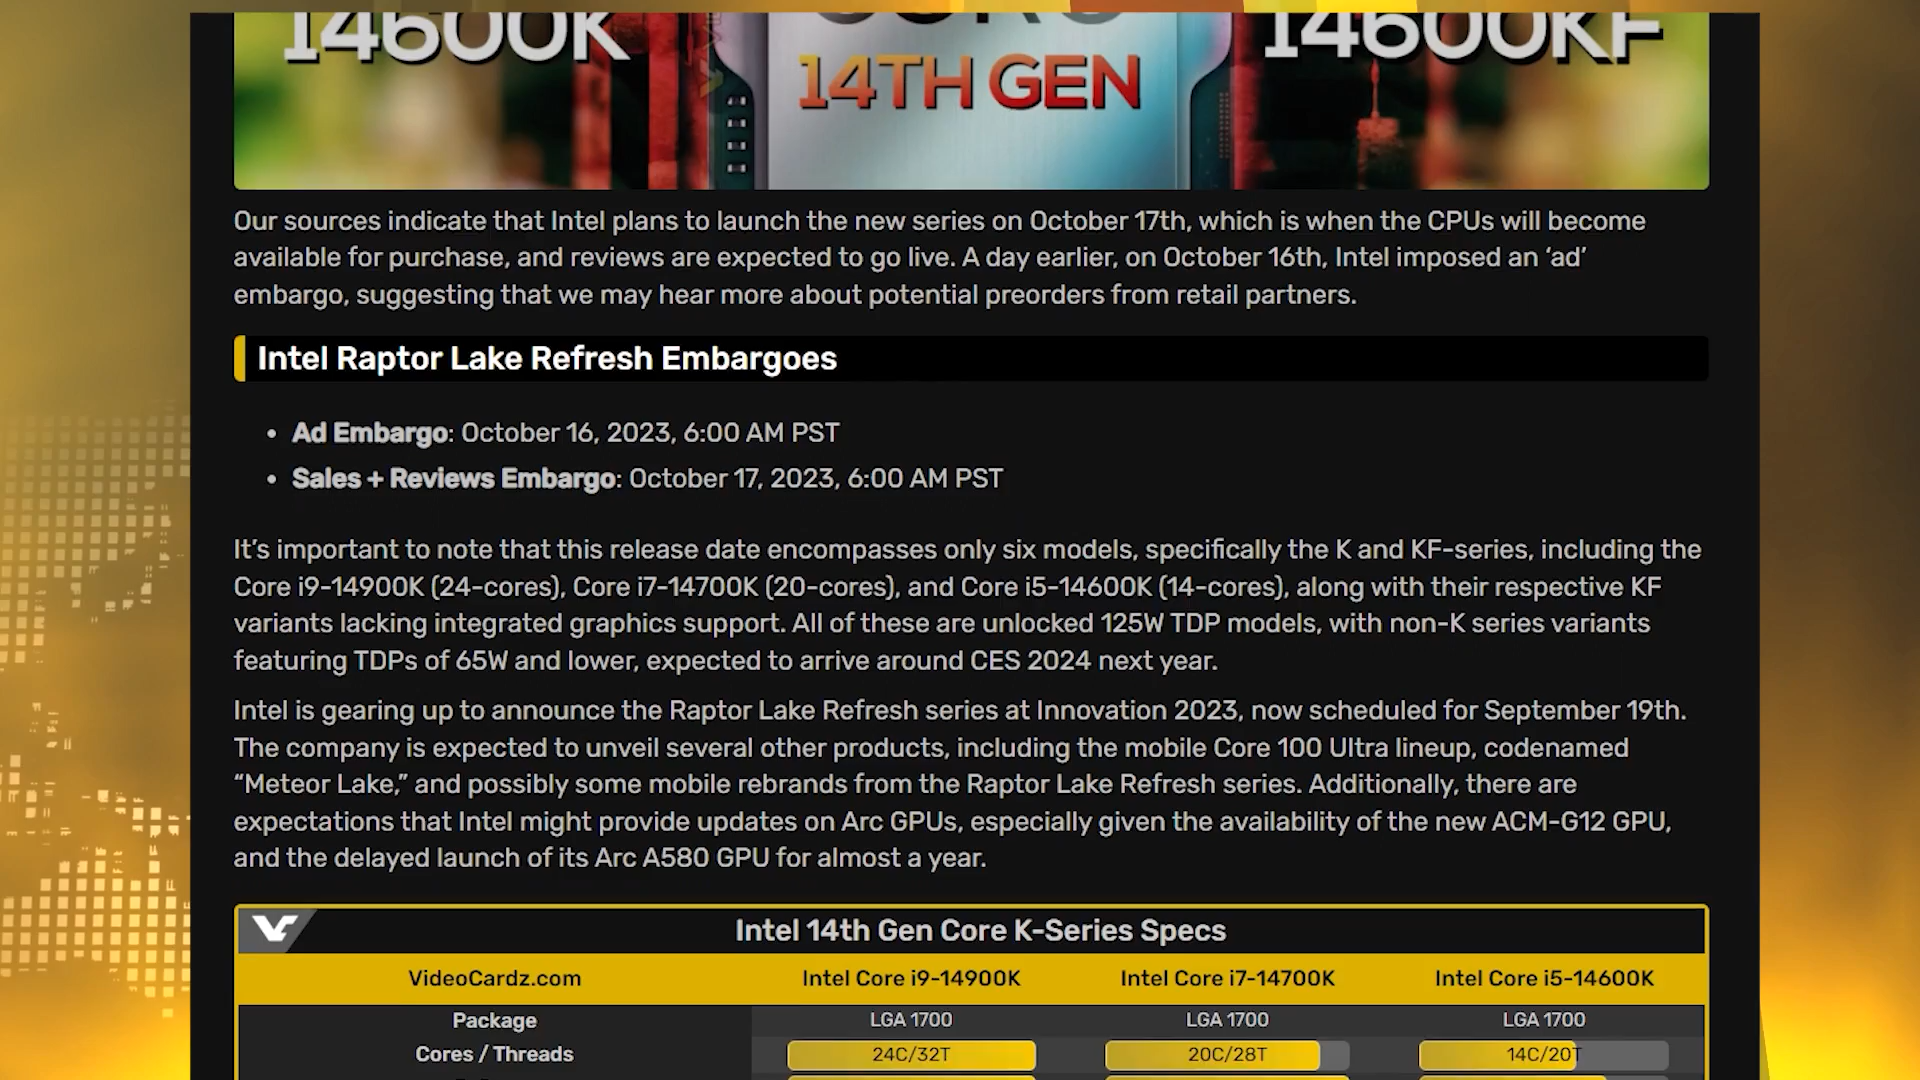 14600K
CORE
14600KF
14TH GEN
Our sources indicate that Intel plans to launch the new series on October 17th, which is when the CPUs will become
available for purchase, and reviews are expected to go live. A day earlier, on October 16th, Intel imposed an ‘ad’
embargo, suggesting that we may hear more about potential preorders from retail partners.
Intel Raptor Lake Refresh Embargoes
• Ad Embargo: October 16, 2023, 6:00 AM PST
• Sales + Reviews Embargo: October 17, 2023, 6:00 AM PST
It’s important to note that this release date encompasses only six models, specifically the K and KF-series, including the
Core i9-14900K (24-cores), Core i7-14700K (20-cores), and Core i5-14600K (14-cores), along with their respective KF
variants lacking integrated graphics support. All of these are unlocked 125W TDP models, with non-K series variants
featuring TDPs of 65W and lower, expected to arrive around CES 2024 next year.
Intel is gearing up to announce the Raptor Lake Refresh series at Innovation 2023, now scheduled for September 19th.
The company is expected to unveil several other products, including the mobile Core 100 Ultra lineup, codenamed
“Meteor Lake,” and possibly some mobile rebrands from the Raptor Lake Refresh series. Additionally, there are
expectations that Intel might provide updates on Arc GPUs, especially given the availability of the new ACM-G12 GPU,
and the delayed launch of its Arc A580 GPU for almost a year.
Intel 14th Gen Core K-Series Specs
VideoCardz.com Intel Core i9-14900K Intel Core i7-14700K Intel Core i5-14600K
Package LGA 1700 LGA 1700 LGA 1700
Cores / Threads 24C/32T 20C/28T 14C/20T